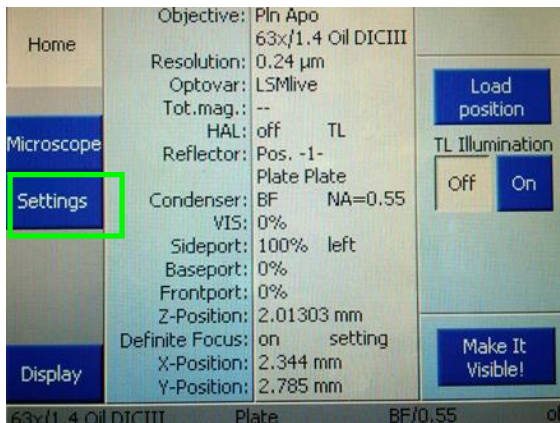 Home
Microscope
Settings
Display
Objective: Pln Apo
63x/1.4 Oil DICIII
Resolution: 0.24 µm
Optovar: LSMlive
Tot.mag.: --
HAL: off TL
Reflector: Pos. -1-
Plate Plate
Condenser: BF NA=0.55
VIS: 0%
Sideport: 100% left
Baseport: 0%
Frontport: 0%
Z-Position: 2.01303 mm
Definite Focus: on setting
X-Position: 2.344 mm
Y-Position: 2.785 mm
Load
position
TL Illumination
Off On
Make It
Visible!
63x/1.4 Oil DICIII Plate BF/0.55